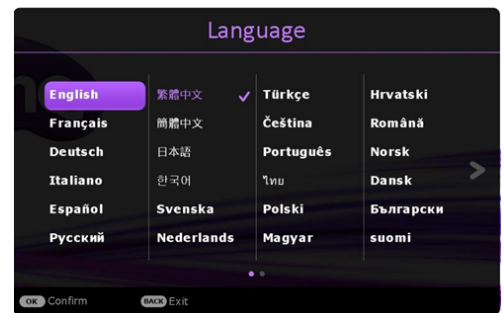 Language
English 繁體中文 Türkçe Hrvatski
Français 簡體中文 Čeština Română
Deutsch 日本語 Português Norsk
Italiano 한국어 ไทย Dansk
Español Svenska Polski Български
Русский Nederlands Magyar suomi
OK Confirm BACK Exit